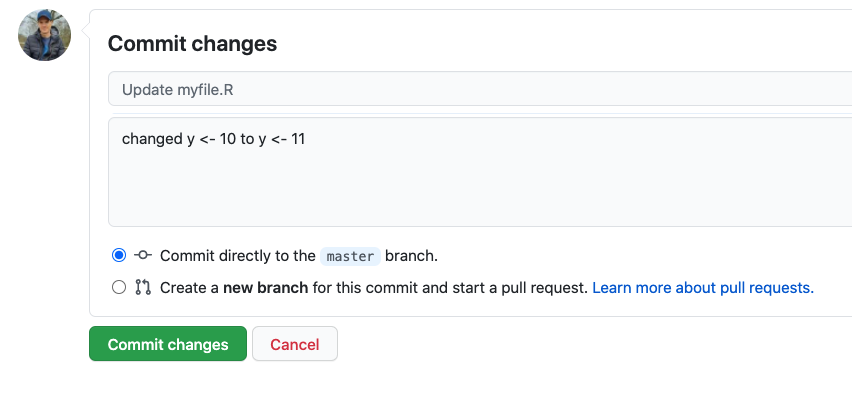 Commit changes
Update myfile.R
changed y <- 10 to y <- 11
Commit directly to the master branch.
Create a new branch for this commit and start a pull request. Learn more about pull requests.
Commit changes Cancel